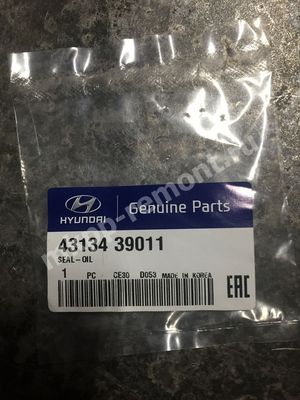 HYUNDAI
Genuine Parts
43134 39011
SEAL-OIL
1 PC CE30 D053 MADE IN KOREA
EAC